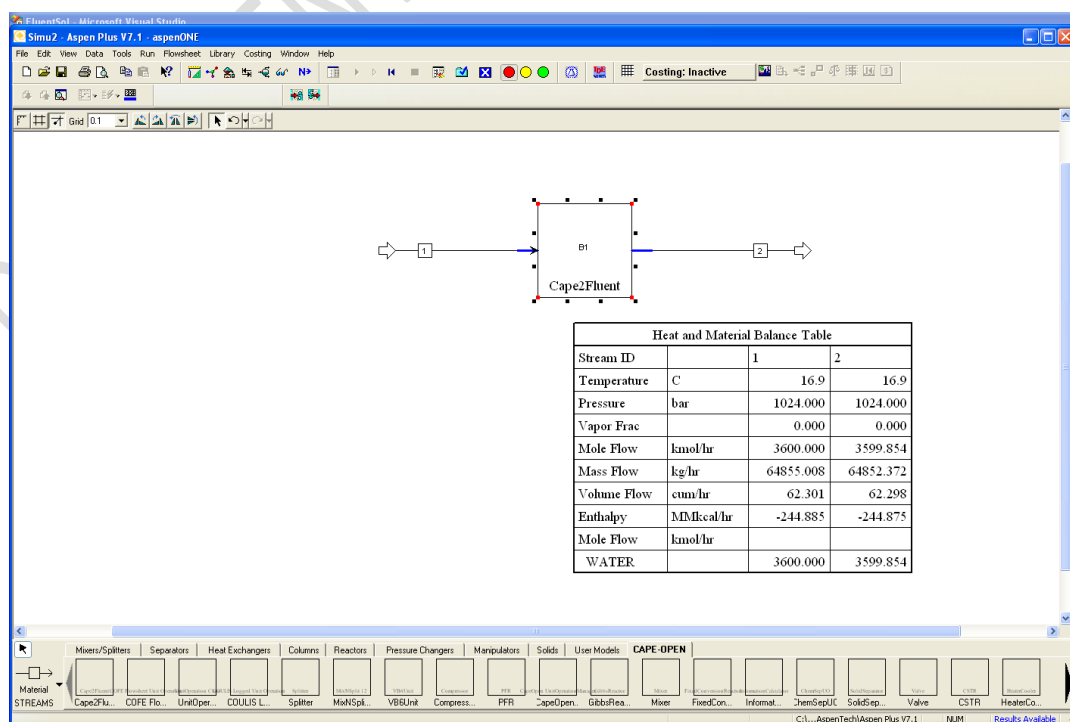 FluentSol - Microsoft Visual Studio
Simu2 - Aspen Plus V7.1 - aspenONE
File Edit View Data Tools Run Flowsheet Library Costing Window Help
N> Costing: Inactive
Grid 0.1
1 B1 2
Cape2Fluent
Heat and Material Balance Table
Stream ID 1 2
Temperature C 16.9 16.9
Pressure bar 1024.000 1024.000
Vapor Frac 0.000 0.000
Mole Flow kmol/hr 3600.000 3599.854
Mass Flow kg/hr 64855.008 64852.372
Volume Flow cum/hr 62.301 62.298
Enthalpy MMkcal/hr -244.885 -244.875
Mole Flow kmol/hr
WATER 3600.000 3599.854
Mixers/Splitters Separators Heat Exchangers Columns Reactors Pressure Changers Manipulators Solids User Models CAPE-OPEN
Material
STREAMS Cape2Flu... COFE Flo... UnitOper... COULIS L... Splitter MixNSpli... VB6Unit Compress... PFR CapeOpen... GibbsRea... Mixer FixedCon... Informat... ChemSepUC SolidSep... Valve CSTR HeaterCo...
C:\...AspenTech\Aspen Plus V7.1 NUM Results Available